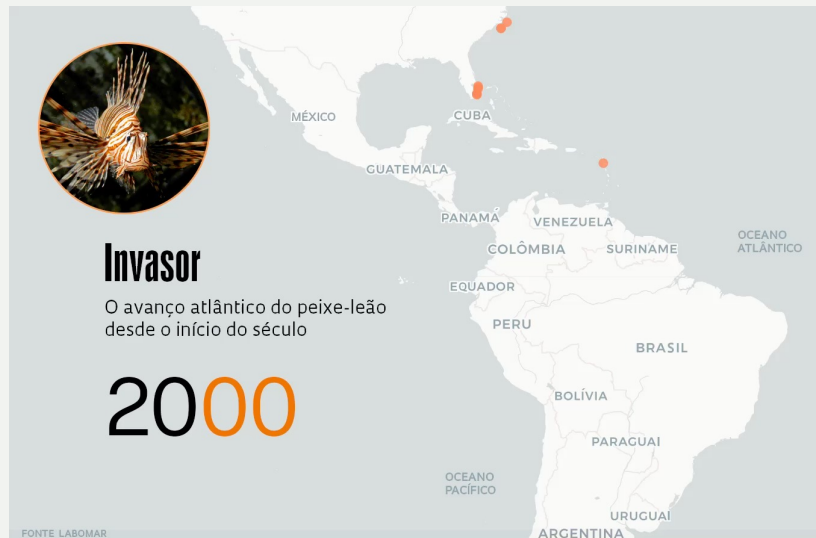 MÉXICO
CUBA
GUATEMALA
PANAMÁ
VENEZUELA
COLÔMBIA
SURINAME
OCEANO
ATLÂNTICO
EQUADOR
Invasor
O avanço atlântico do peixe-leão
desde o início do século
2000
PERU
BRASIL
BOLÍVIA
PARAGUAI
OCEANO
PACÍFICO
URUGUAI
ARGENTINA
FONTE LABOMAR